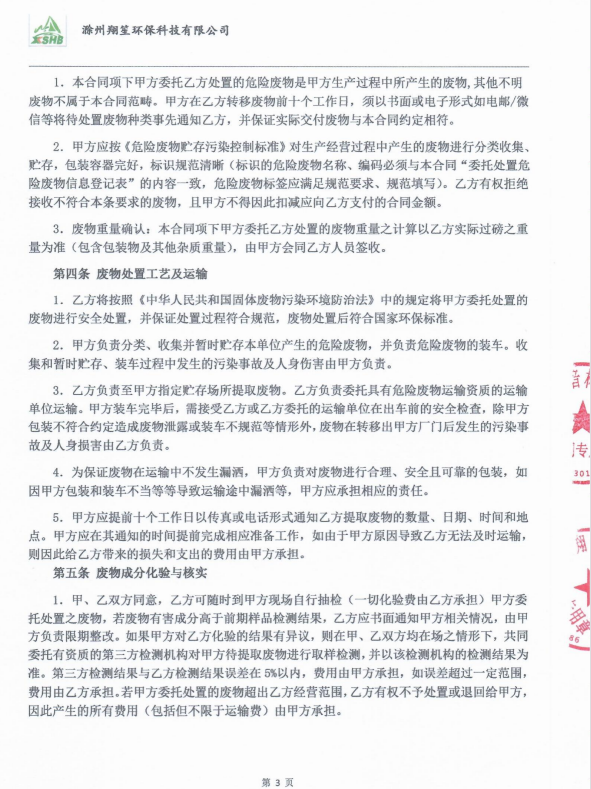 XSHB
滁州翔笙环保科技有限公司
1. 本合同项下甲方委托乙方处置的危险废物是甲方生产过程中所产生的废物,其他不明
废物不属于本合同范畴。甲方在乙方转移废物前十个工作日，须以书面或电子形式如电邮/微
信等将待处置废物种类事先通知乙方，并保证实际交付废物与本合同约定相符。
2. 甲方应按《危险废物贮存污染控制标准》对生产经营过程中产生的废物进行分类收集、
贮存，包装容器完好，标识规范清晰（标识的危险废物名称、编码必须与本合同“委托处置危
险废物信息登记表”的内容一致，危险废物标签应满足规范要求、规范填写）。乙方有权拒绝
接收不符合本条要求的废物，且甲方不得因此扣减应向乙方支付的合同金额。
3. 废物重量确认：本合同项下甲方委托乙方处置的废物重量之计算以乙方实际过磅之重
量为准（包含包装物及其他杂质重量），由甲方会同乙方人员签收。
第四条 废物处置工艺及运输
1. 乙方将按照《中华人民共和国固体废物污染环境防治法》中的规定将甲方委托处置的
废物进行安全处置，并保证处置过程符合规范，废物处置后符合国家环保标准。
2. 甲方负责分类、收集并暂时贮存本单位产生的危险废物，并负责危险废物的装车。收
集和暂时贮存、装车过程中发生的污染事故及人身伤害由甲方负责。
3. 乙方负责至甲方指定贮存场所提取废物。乙方负责委托具有危险废物运输资质的运输
单位运输。甲方装车完毕后，需接受乙方或乙方委托的运输单位在出车前的安全检查，除甲方
包装不符合约定造成废物泄露或装车不规范等情形外，废物在转移出甲方厂门后发生的污染事
故及人身损害由乙方负责。
4. 为保证废物在运输中不发生漏洒，甲方负责对废物进行合理、安全且可靠的包装，如
因甲方包装和装车不当等等导致运输途中漏洒等，甲方应承担相应的责任。
5. 甲方应提前十个工作日以传真或电话形式通知乙方提取废物的数量、日期、时间和地
点。甲方应在其通知的时间提前完成相应准备工作，如由于甲方原因导致乙方无法及时运输，
则因此给乙方带来的损失和支出的费用由甲方承担。
第五条 废物成分化验与核实
1. 甲、乙双方同意，乙方可随时到甲方现场自行抽检（一切化验费由乙方承担）甲方委
托处置之废物，若废物有害成分高于前期样品检测结果，乙方应书面通知甲方相关情况，由甲
方负责限期整改。如果甲方对乙方化验的结果有异议，则在甲、乙双方均在场之情形下，共同
委托有资质的第三方检测机构对甲方待提取废物进行取样检测，并以该检测机构的检测结果为
准。第三方检测结果与乙方检测结果误差在5%以内，费用由甲方承担，如误差超过一定范围，
费用由乙方承担。若甲方委托处置的废物超出乙方经营范围，乙方有权不予处置或退回给甲方，
因此产生的所有费用（包括但不限于运输费）由甲方承担。
专
301
翔
用章
86
第 3 页